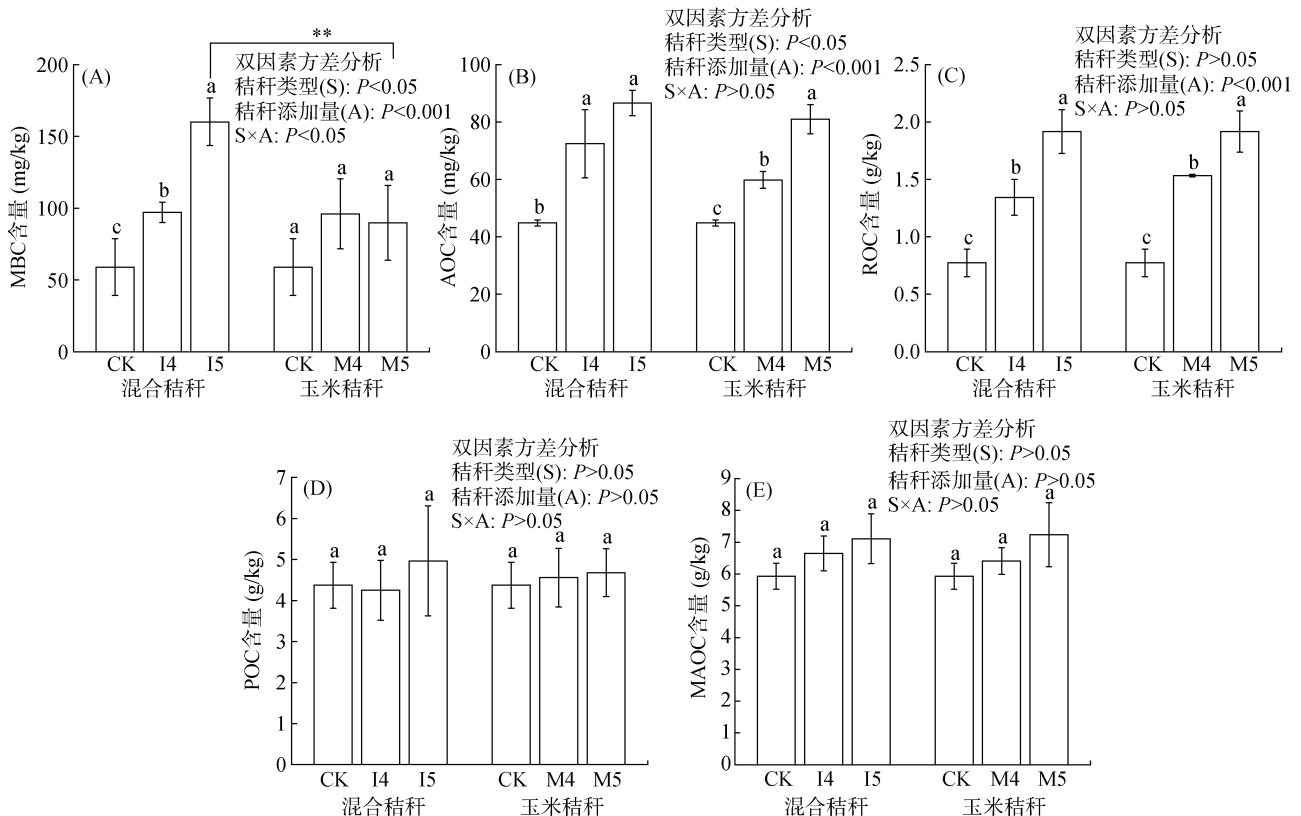 (A)
**
双因素方差分析
秸秆类型(S): P<0.05
秸秆添加量(A): P<0.001
S×A: P<0.05
MBC含量 (mg/kg)
200
150
100
50
0
c
b
a
a
a
a
CK I4 I5 CK M4 M5
混合秸秆 玉米秸秆
(B)
双因素方差分析
秸秆类型(S): P<0.05
秸秆添加量(A): P<0.001
S×A: P>0.05
AOC含量 (mg/kg)
100
80
60
40
20
0
b
a
a
c
b
a
CK I4 I5 CK M4 M5
混合秸秆 玉米秸秆
(C)
双因素方差分析
秸秆类型(S): P>0.05
秸秆添加量(A): P<0.001
S×A: P>0.05
ROC含量 (g/kg)
2.5
2.0
1.5
1.0
0.5
0.0
c
b
a
c
b
a
CK I4 I5 CK M4 M5
混合秸秆 玉米秸秆
(D)
双因素方差分析
秸秆类型(S): P>0.05
秸秆添加量(A): P>0.05
S×A: P>0.05
POC含量 (g/kg)
7
6
5
4
3
2
1
0
a
a
a
a
a
a
CK I4 I5 CK M4 M5
混合秸秆 玉米秸秆
(E)
双因素方差分析
秸秆类型(S): P>0.05
秸秆添加量(A): P>0.05
S×A: P>0.05
MAOC含量 (g/kg)
9
8
7
6
5
4
3
2
1
0
a
a
a
a
a
a
CK I4 I5 CK M4 M5
混合秸秆 玉米秸秆